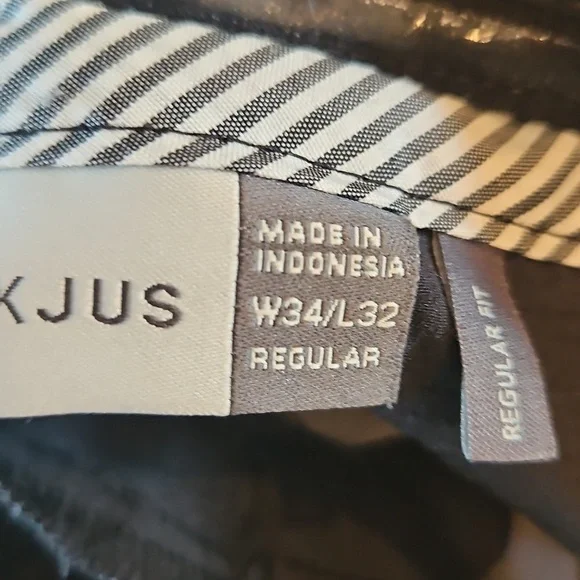 KJUS
MADE IN
INDONESIA
W34/L32
REGULAR
REGULAR FIT